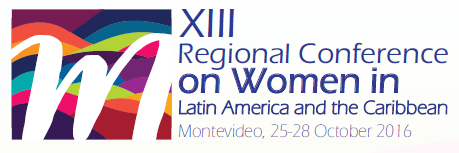 XIII
Regional Conference
on Women in
Latin America and the Caribbean
Montevideo, 25-28 October 2016